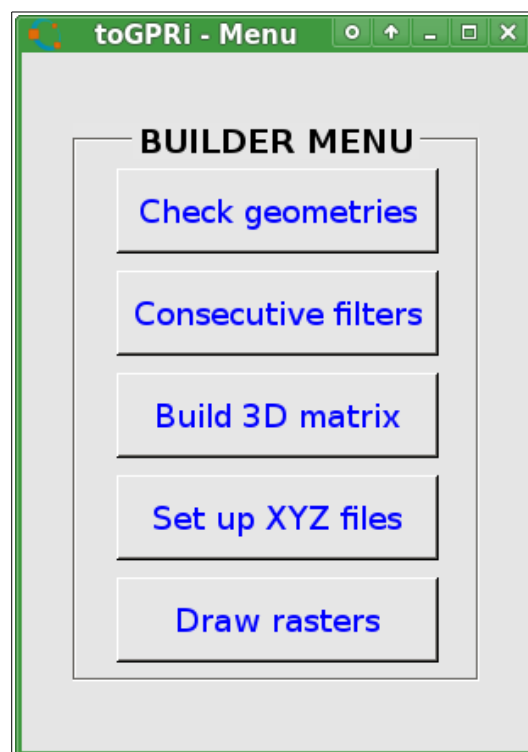 toGPRi - Menu
BUILDER MENU
Check geometries
Consecutive filters
Build 3D matrix
Set up XYZ files
Draw rasters